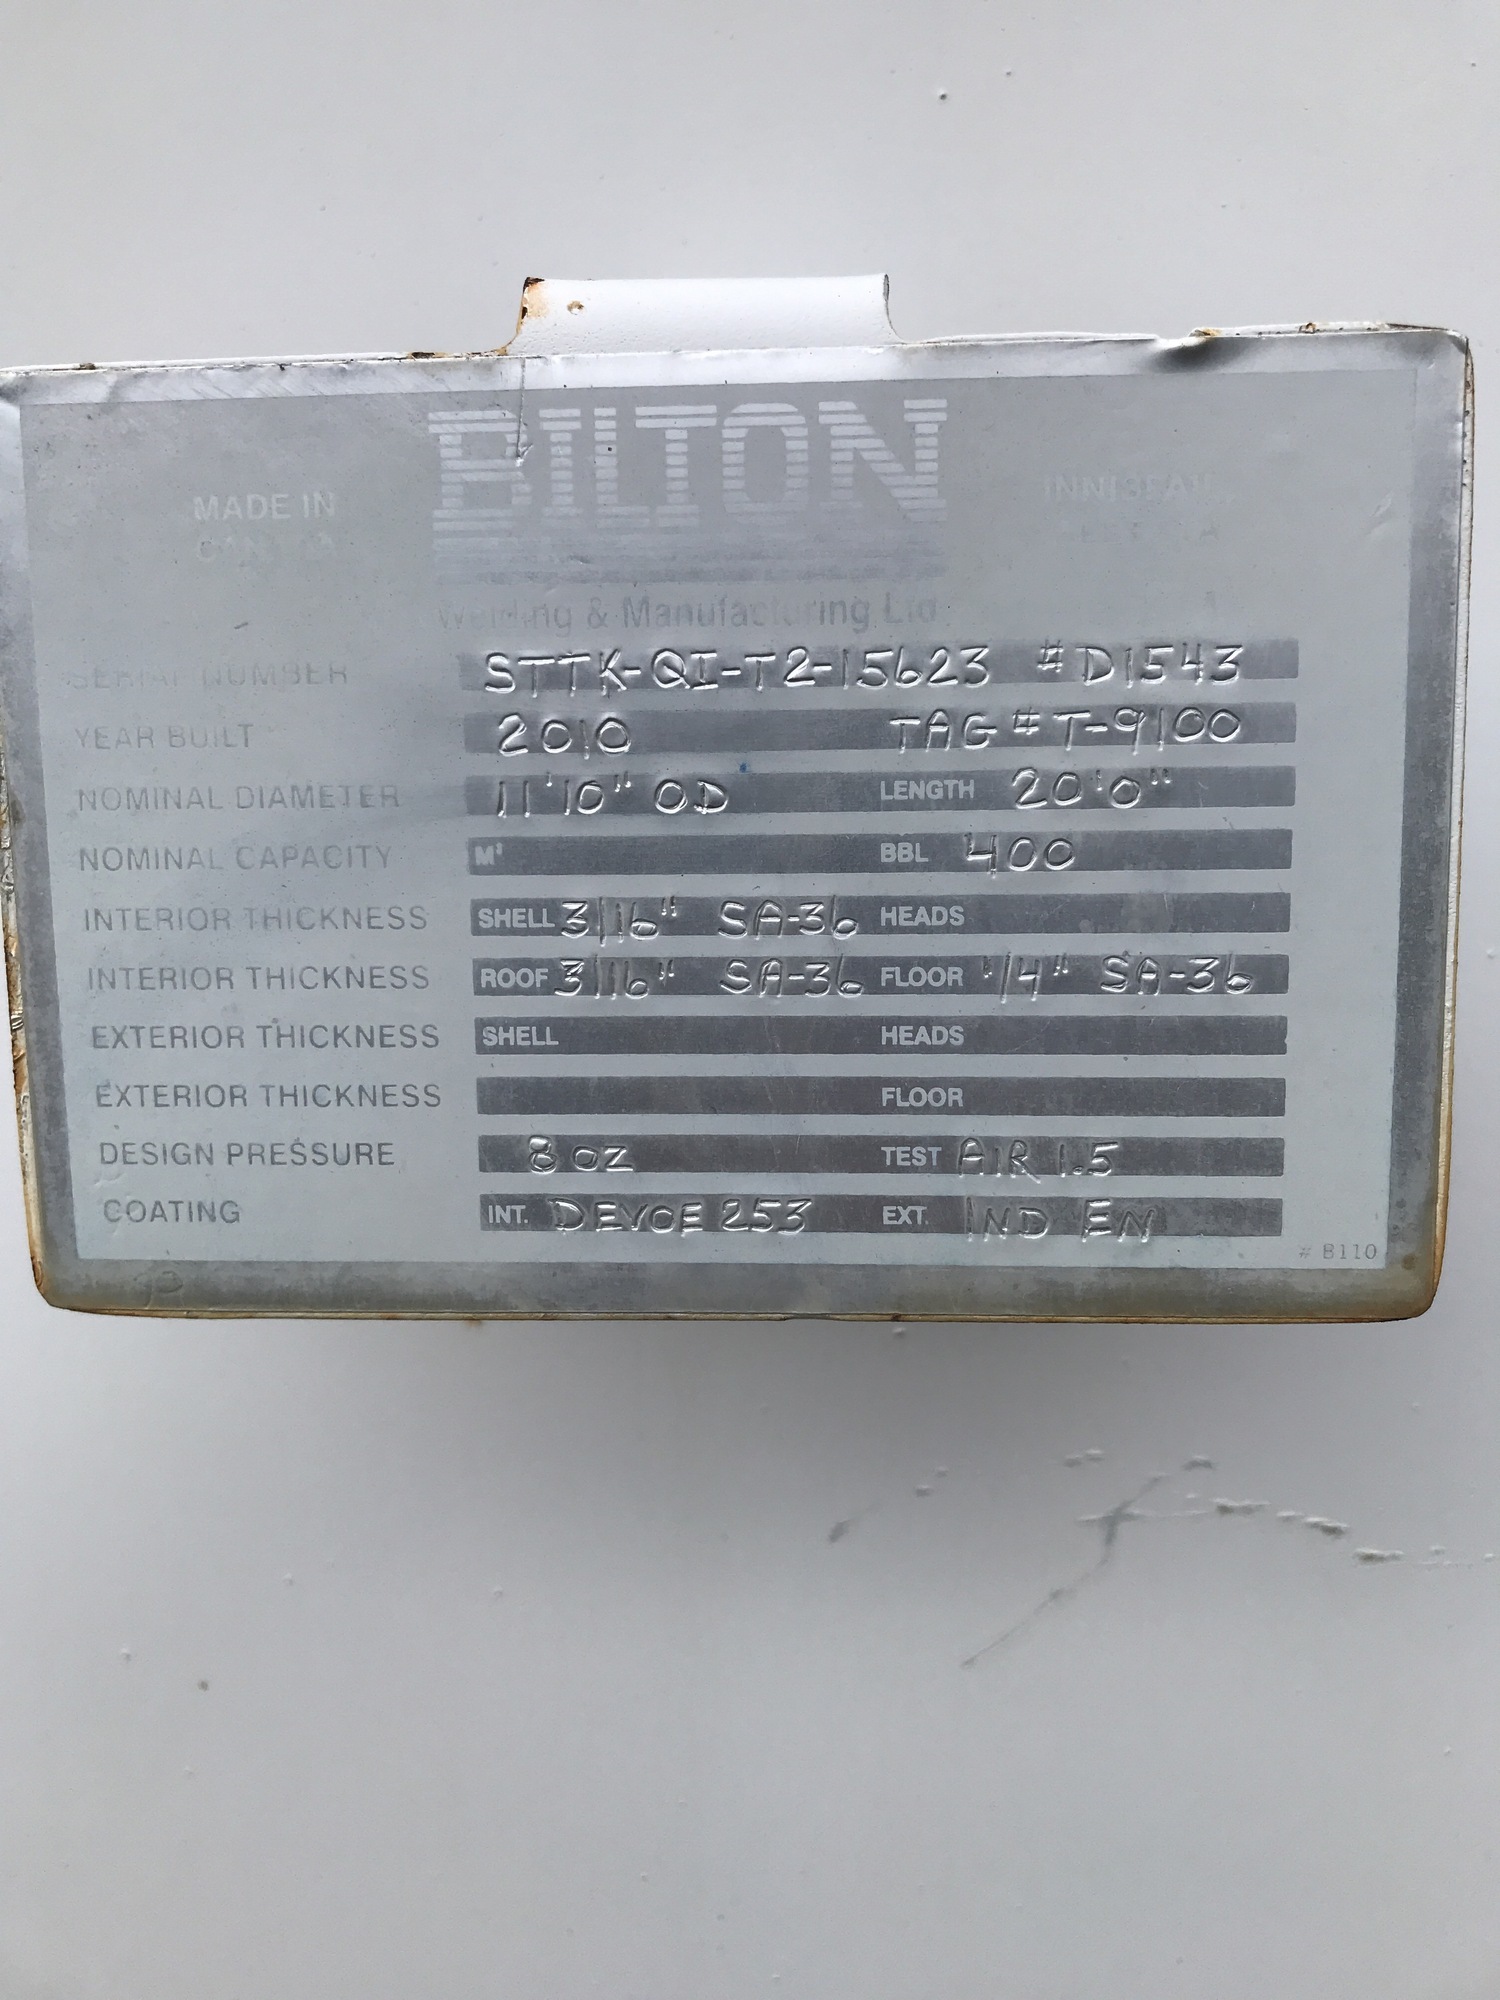 BILTON
MADE IN
CANADA
INNISFAIL,
ALBERTA
Welding & Manufacturing Ltd.
SERIAL NUMBER STTK-QI-T2-15623 #D1543
YEAR BUILT 2010 TAG # T-9100
NOMINAL DIAMETER 11'10" OD LENGTH 20'0"
NOMINAL CAPACITY M³ BBL 400
INTERIOR THICKNESS SHELL 3/16" SA-36 HEADS
INTERIOR THICKNESS ROOF 3/16" SA-36 FLOOR 1/4" SA-36
EXTERIOR THICKNESS SHELL HEADS
EXTERIOR THICKNESS FLOOR
DESIGN PRESSURE 8 OZ TEST AIR 1.5
COATING INT. DEVOE 253 EXT. IND EN
# B110